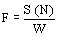 F = S (N)
W